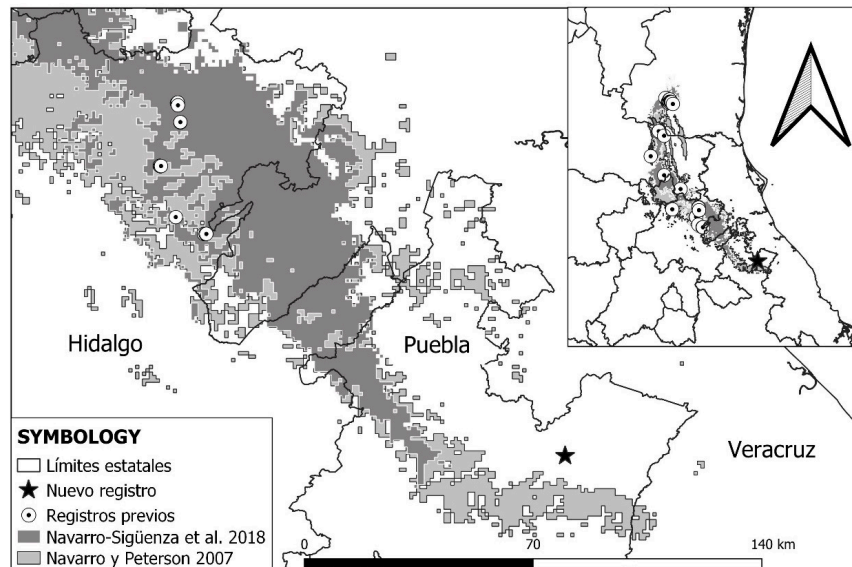 Hidalgo
Puebla
Veracruz
SYMBOLOGY
Límites estatales
Nuevo registro
Registros previos
Navarro-Sigüenza et al. 2018
Navarro y Peterson 2007
0
70
140 km